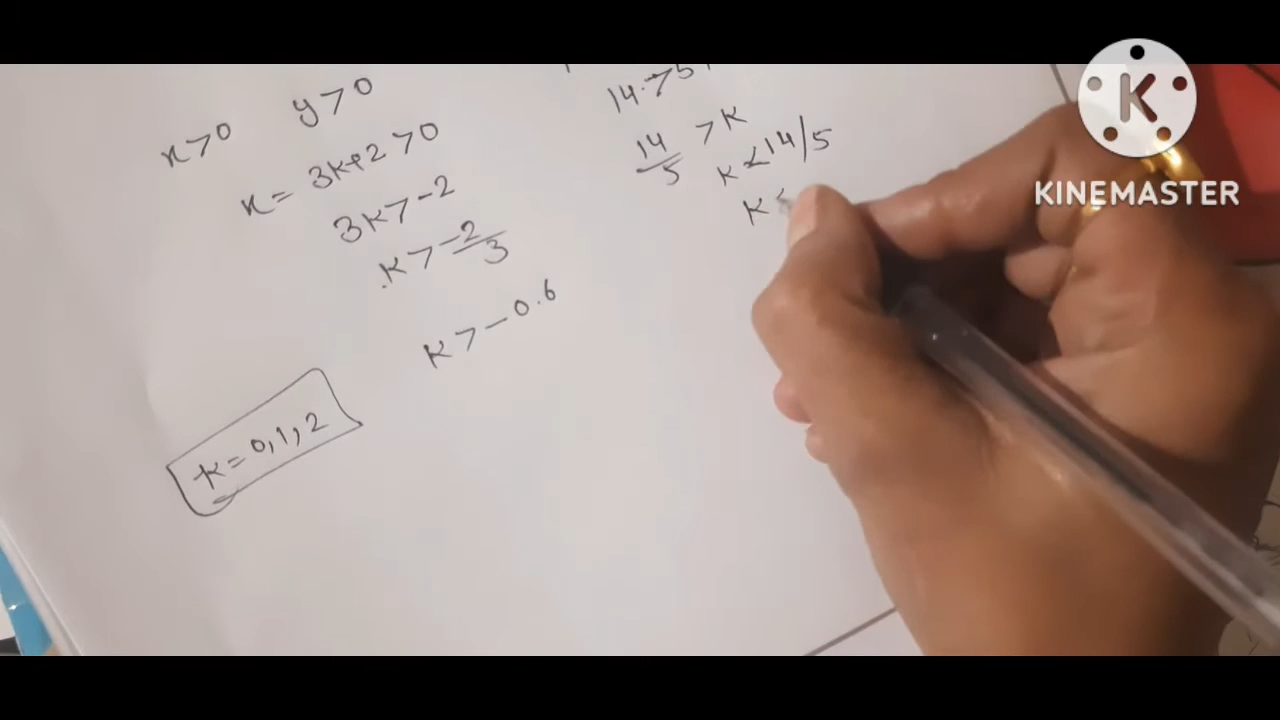 x > 0 y > 0
x = 3k+2 > 0
3k > -2
k > -2/3
k > -0.6
k = 0, 1, 2
14 > 5
14/5 > k
k < 14/5
k <
K
KINEMASTER